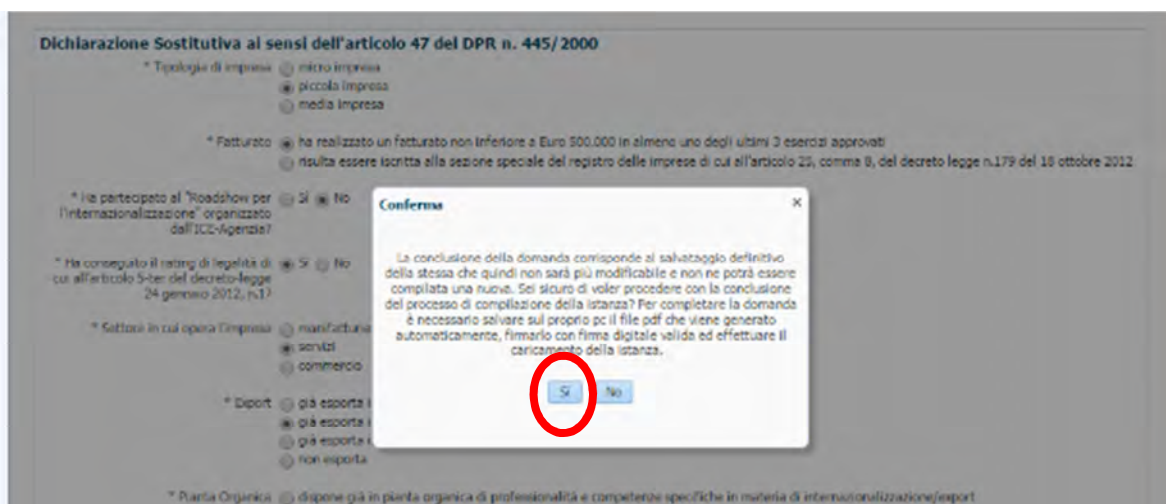 Dichiarazione Sostitutiva ai sensi dell'articolo 47 del DPR n. 445/2000
* Tipologia di impresa micro impresa
piccola impresa
media impresa
* Fatturato ha realizzato un fatturato non inferiore a Euro 500.000 in almeno uno degli ultimi 3 esercizi approvati
risulta essere iscritta alla sezione speciale del registro delle imprese di cui all'articolo 25, comma 8, del decreto legge n.179 del 18 ottobre 2012
* Ha partecipato al "Roadshow per Sì No
l'internazionalizzazione" organizzato
dall'ICE-Agenzia?
* Ha conseguito il rating di legalità di Sì No
cui all'articolo 5-ter del decreto-legge
24 gennaio 2012, n.1?
* Settore in cui opera l'impresa manifattura
servizi
commercio
* Export già esporta
già esporta
già esporta
non esporta
* Pianta Organica dispone già in pianta organica di professionalità e competenze specifiche in materia di internazionalizzazione/export
Conferma ×
La conclusione della domanda corrisponde al salvataggio definitivo
della stessa che quindi non sarà più modificabile e non ne potrà essere
compilata una nuova. Sei sicuro di voler procedere con la conclusione
del processo di compilazione della istanza? Per completare la domanda
è necessario salvare sul proprio pc il file pdf che viene generato
automaticamente, firmarlo con firma digitale valida ed effettuare il
caricamento della istanza.
Sì No